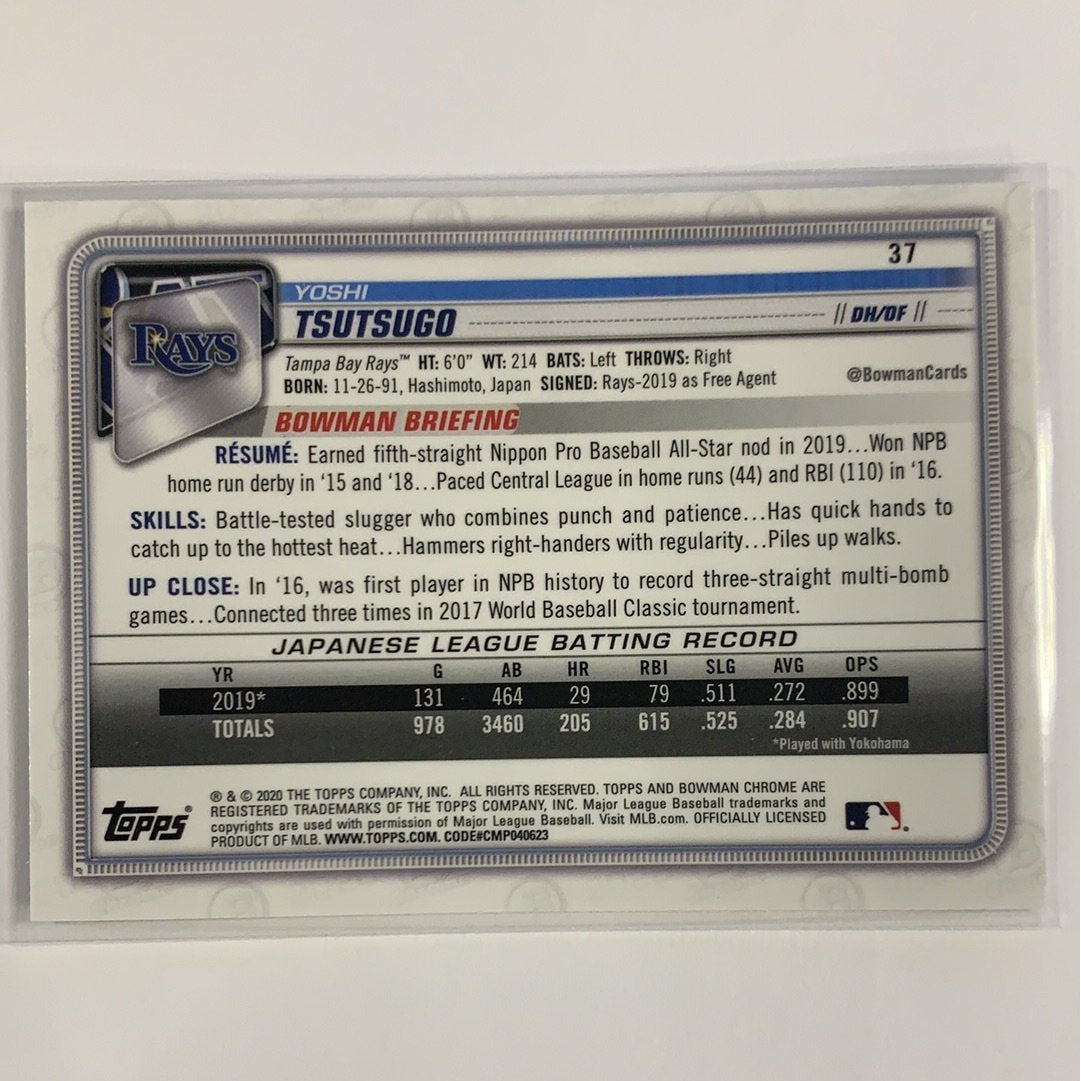 37
YOSHI
TSUTSUGO // DH/OF //
RAYS
Tampa Bay Rays™ HT: 6'0" WT: 214 BATS: Left THROWS: Right
BORN: 11-26-91, Hashimoto, Japan SIGNED: Rays-2019 as Free Agent
@BowmanCards
BOWMAN BRIEFING
RÉSUMÉ: Earned fifth-straight Nippon Pro Baseball All-Star nod in 2019...Won NPB
home run derby in '15 and '18...Paced Central League in home runs (44) and RBI (110) in '16.
SKILLS: Battle-tested slugger who combines punch and patience...Has quick hands to
catch up to the hottest heat...Hammers right-handers with regularity...Piles up walks.
UP CLOSE: In '16, was first player in NPB history to record three-straight multi-bomb
games...Connected three times in 2017 World Baseball Classic tournament.
JAPANESE LEAGUE BATTING RECORD
YR G AB HR RBI SLG AVG OPS
2019* 131 464 29 79 .511 .272 .899
TOTALS 978 3460 205 615 .525 .284 .907
*Played with Yokohama
TOPPS®
® & © 2020 THE TOPPS COMPANY, INC. ALL RIGHTS RESERVED. TOPPS AND BOWMAN CHROME ARE
REGISTERED TRADEMARKS OF THE TOPPS COMPANY, INC. Major League Baseball trademarks and
copyrights are used with permission of Major League Baseball. Visit MLB.com. OFFICIALLY LICENSED
PRODUCT OF MLB. WWW.TOPPS.COM. CODE#CMP040623